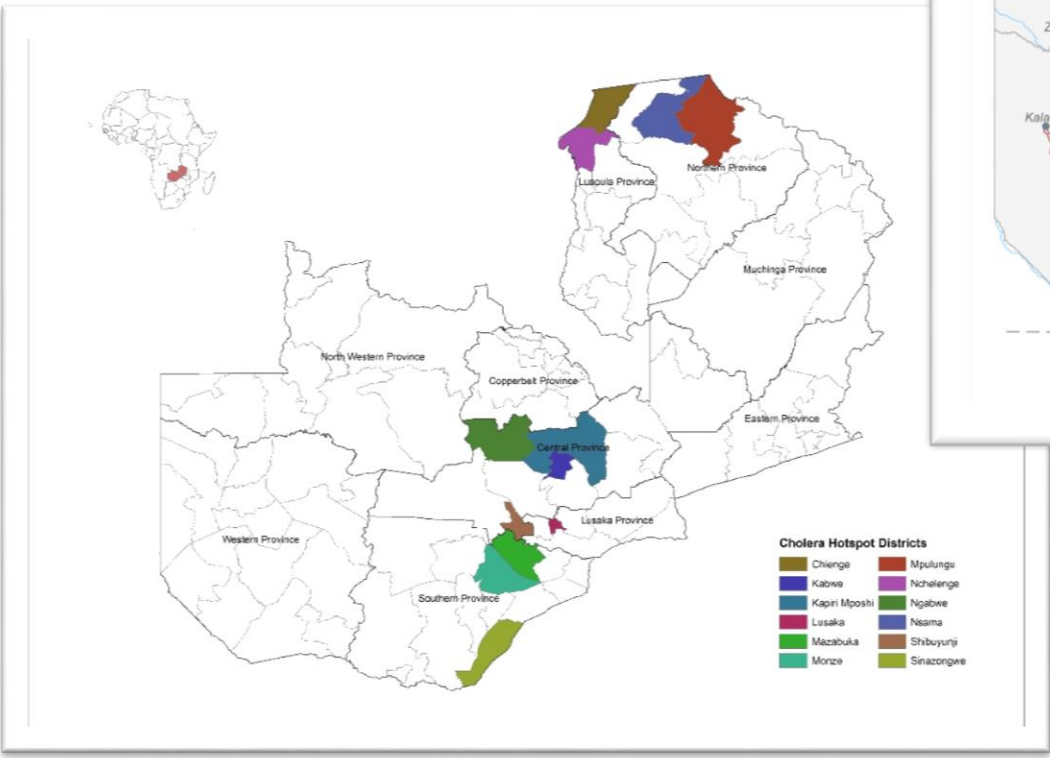 Luapula Province
Northern Province
Muchinga Province
North Western Province
Copperbelt Province
Eastern Province
Central Province
Lusaka Province
Western Province
Southern Province
Cholera Hotspot Districts
Chienge
Mpulungu
Kabwe
Nchelenge
Kapiri Mposhi
Ngabwe
Lusaka
Nsama
Mazabuka
Shibuyunji
Monze
Sinazongwe
Kala